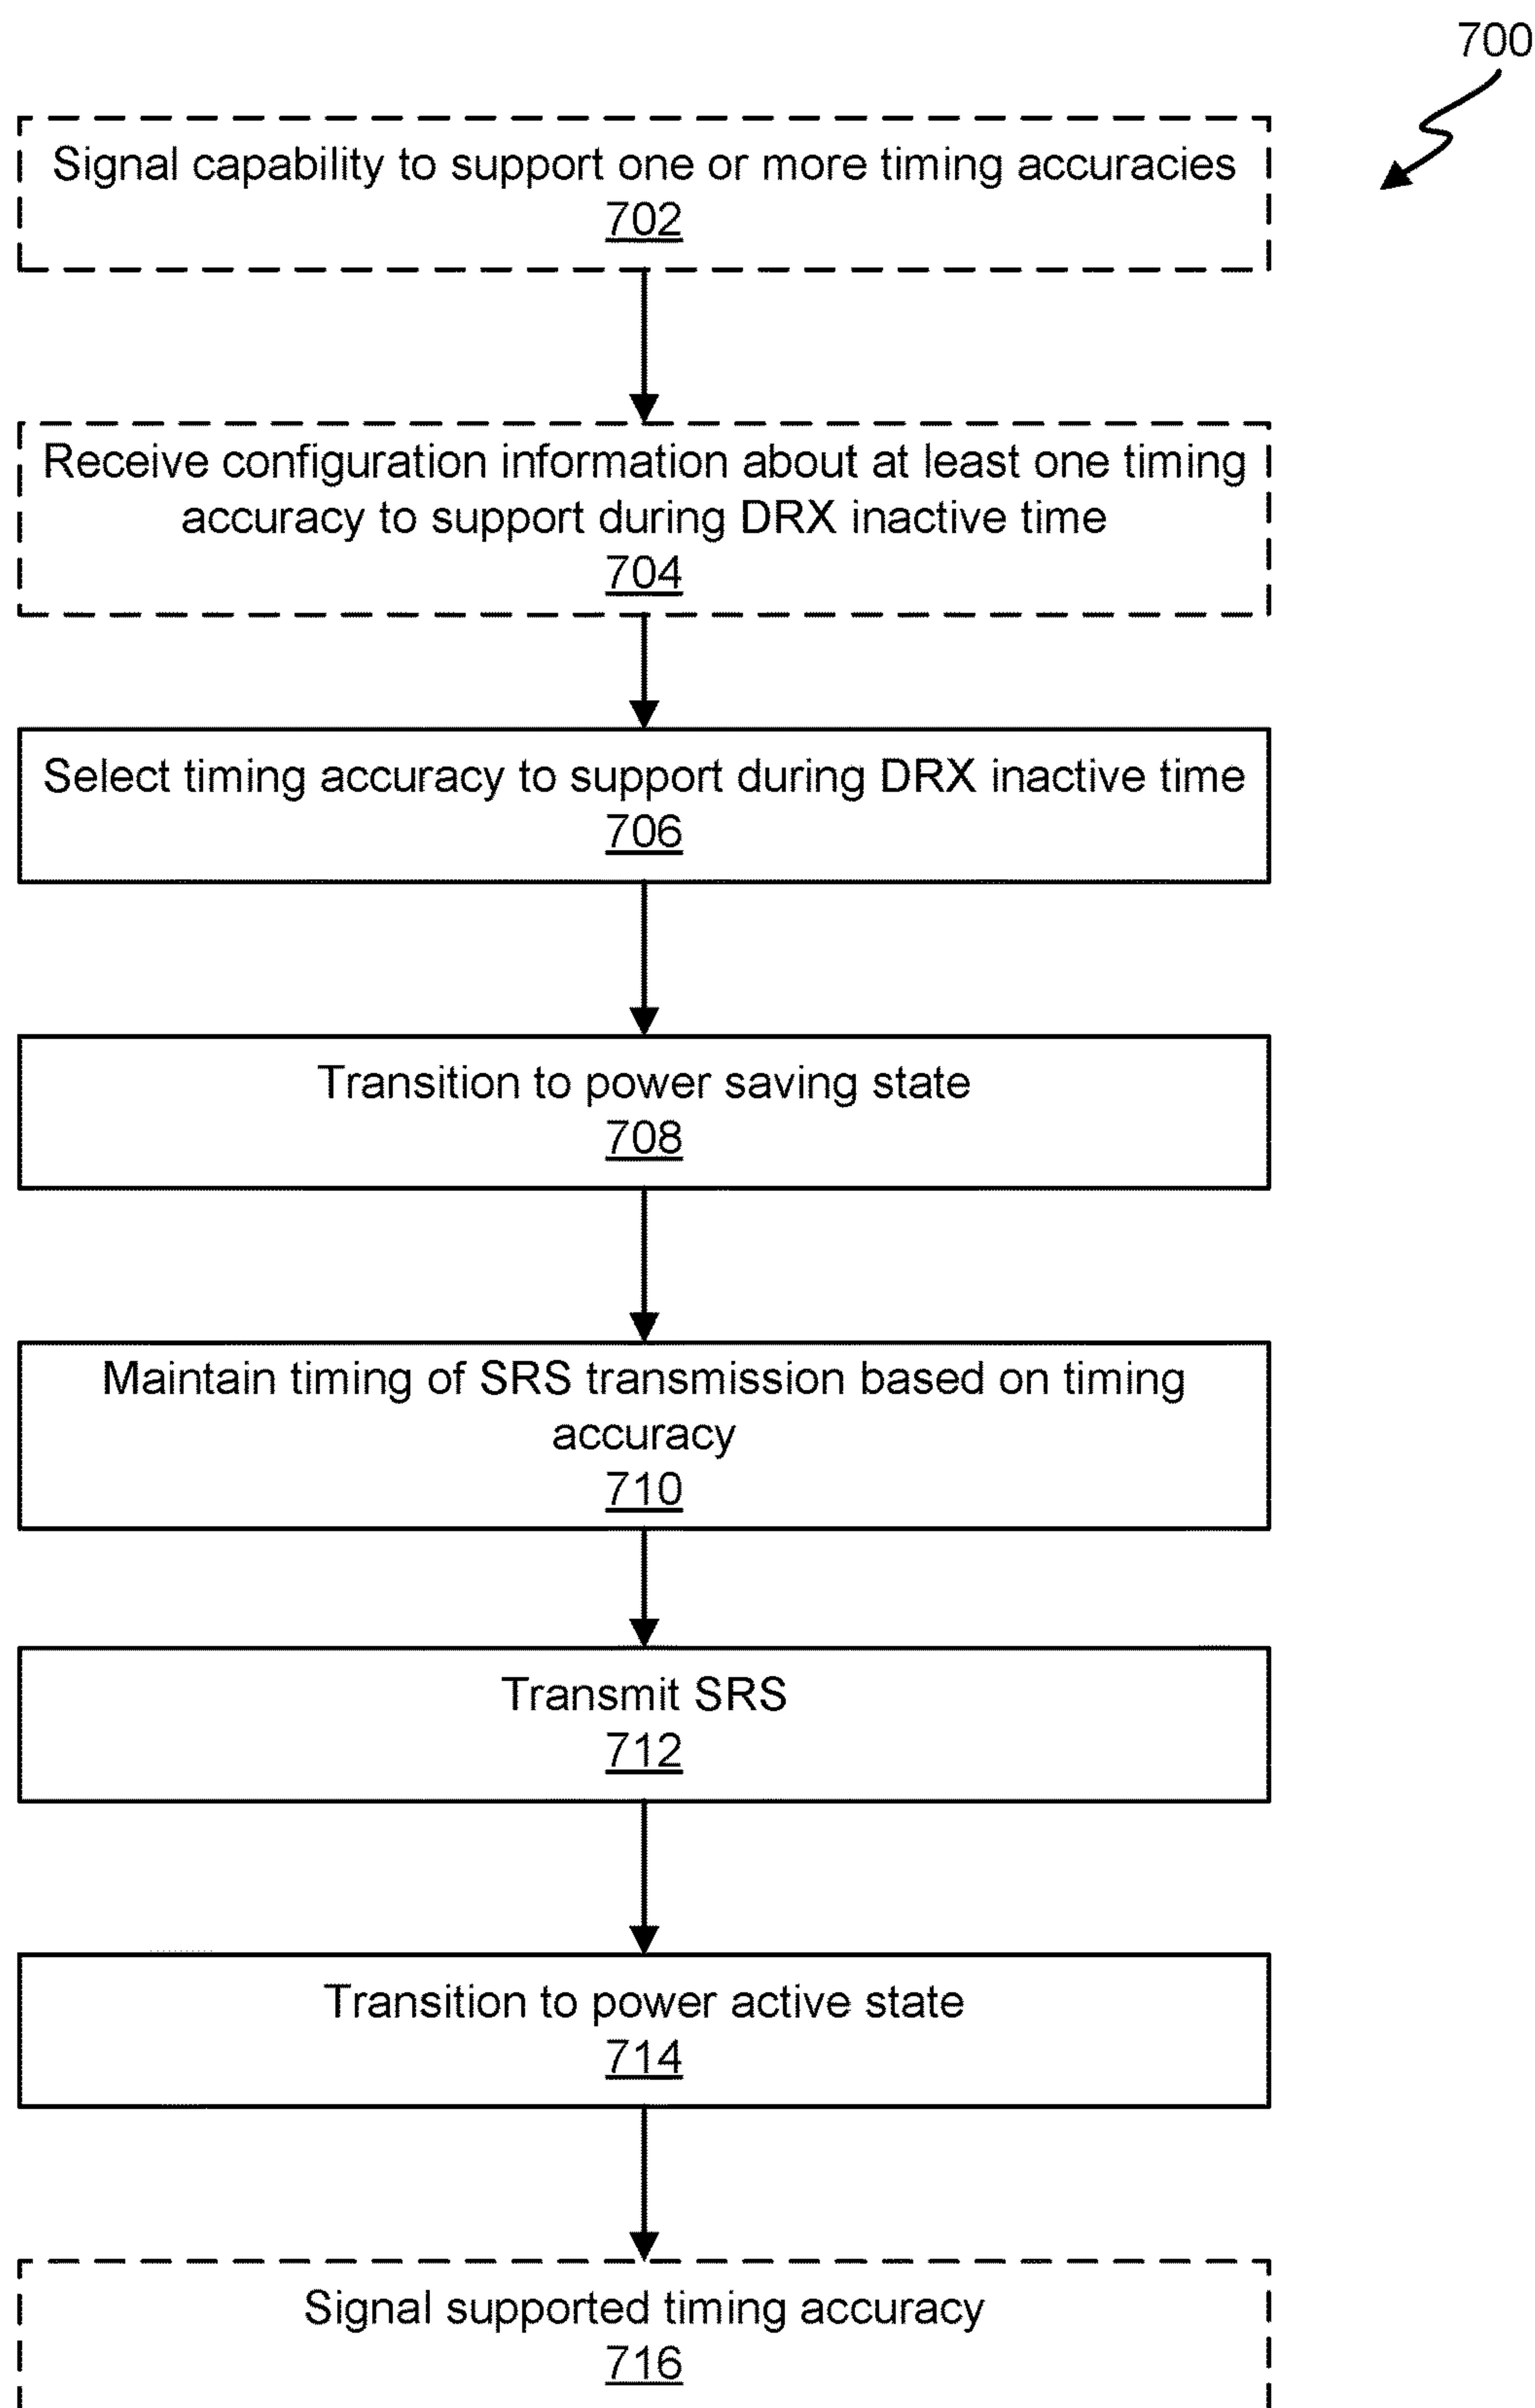 700
Signal capability to support one or more timing accuracies
702
Receive configuration information about at least one timing
accuracy to support during DRX inactive time
704
Select timing accuracy to support during DRX inactive time
706
Transition to power saving state
708
Maintain timing of SRS transmission based on timing
accuracy
710
Transmit SRS
712
Transition to power active state
714
Signal supported timing accuracy
716